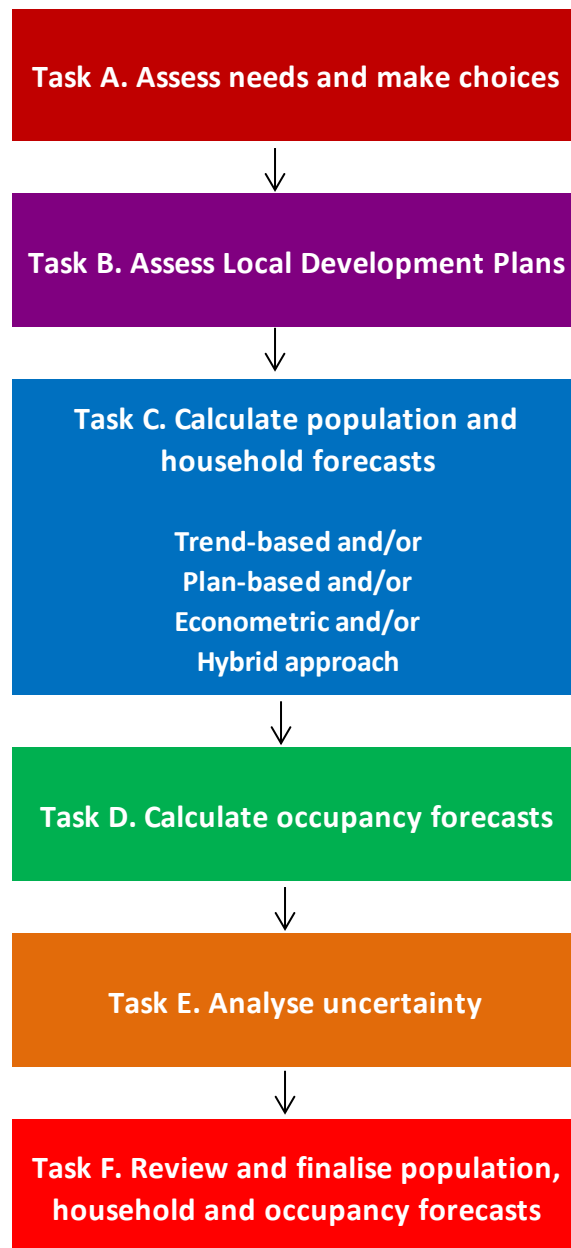 Task A. Assess needs and make choices
Task B. Assess Local Development Plans
Task C. Calculate population and
household forecasts
Trend-based and/or
Plan-based and/or
Econometric and/or
Hybrid approach
Task D. Calculate occupancy forecasts
Task E. Analyse uncertainty
Task F. Review and finalise population,
household and occupancy forecasts